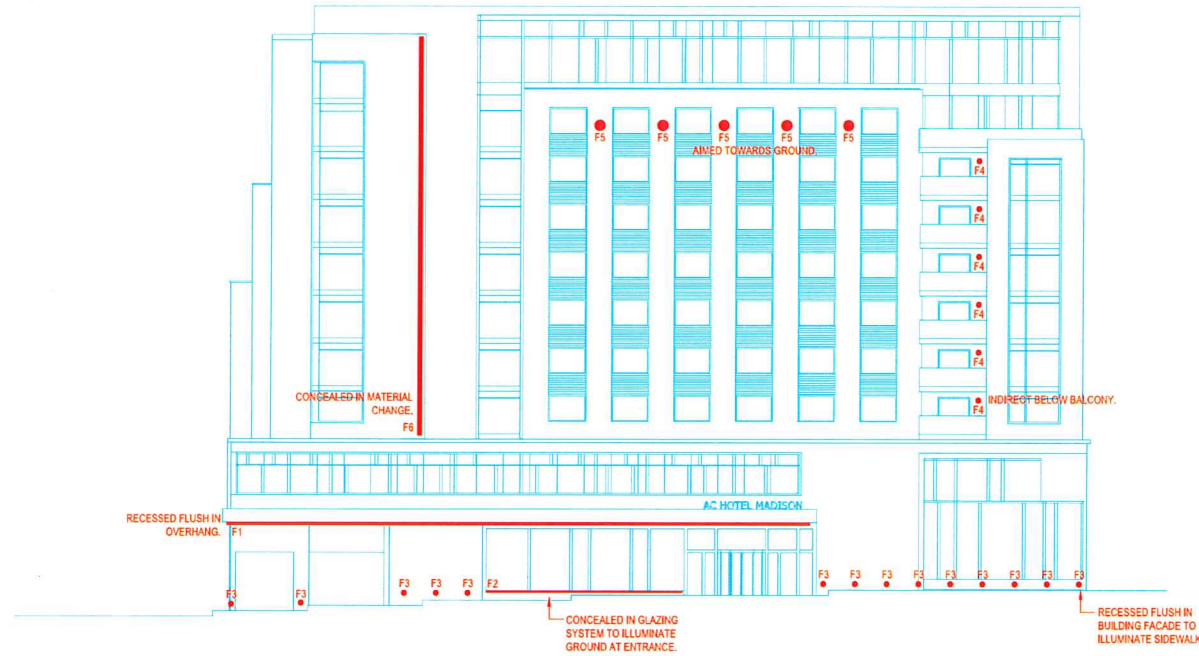 F5 F5 F5 F5 F5
AIMED TOWARDS GROUND.
F4
F4
F4
F4
F4
CONCEALED IN MATERIAL
CHANGE.
F6
F4
INDIRECT BELOW BALCONY.
AC HOTEL MADISON
RECESSED FLUSH IN
OVERHANG.
F1
F3 F3 F3 F3 F3 F2 F3 F3 F3 F3 F3 F3 F3 F3 F3
CONCEALED IN GLAZING
SYSTEM TO ILLUMINATE
GROUND AT ENTRANCE.
RECESSED FLUSH IN
BUILDING FACADE TO
ILLUMINATE SIDEWALK